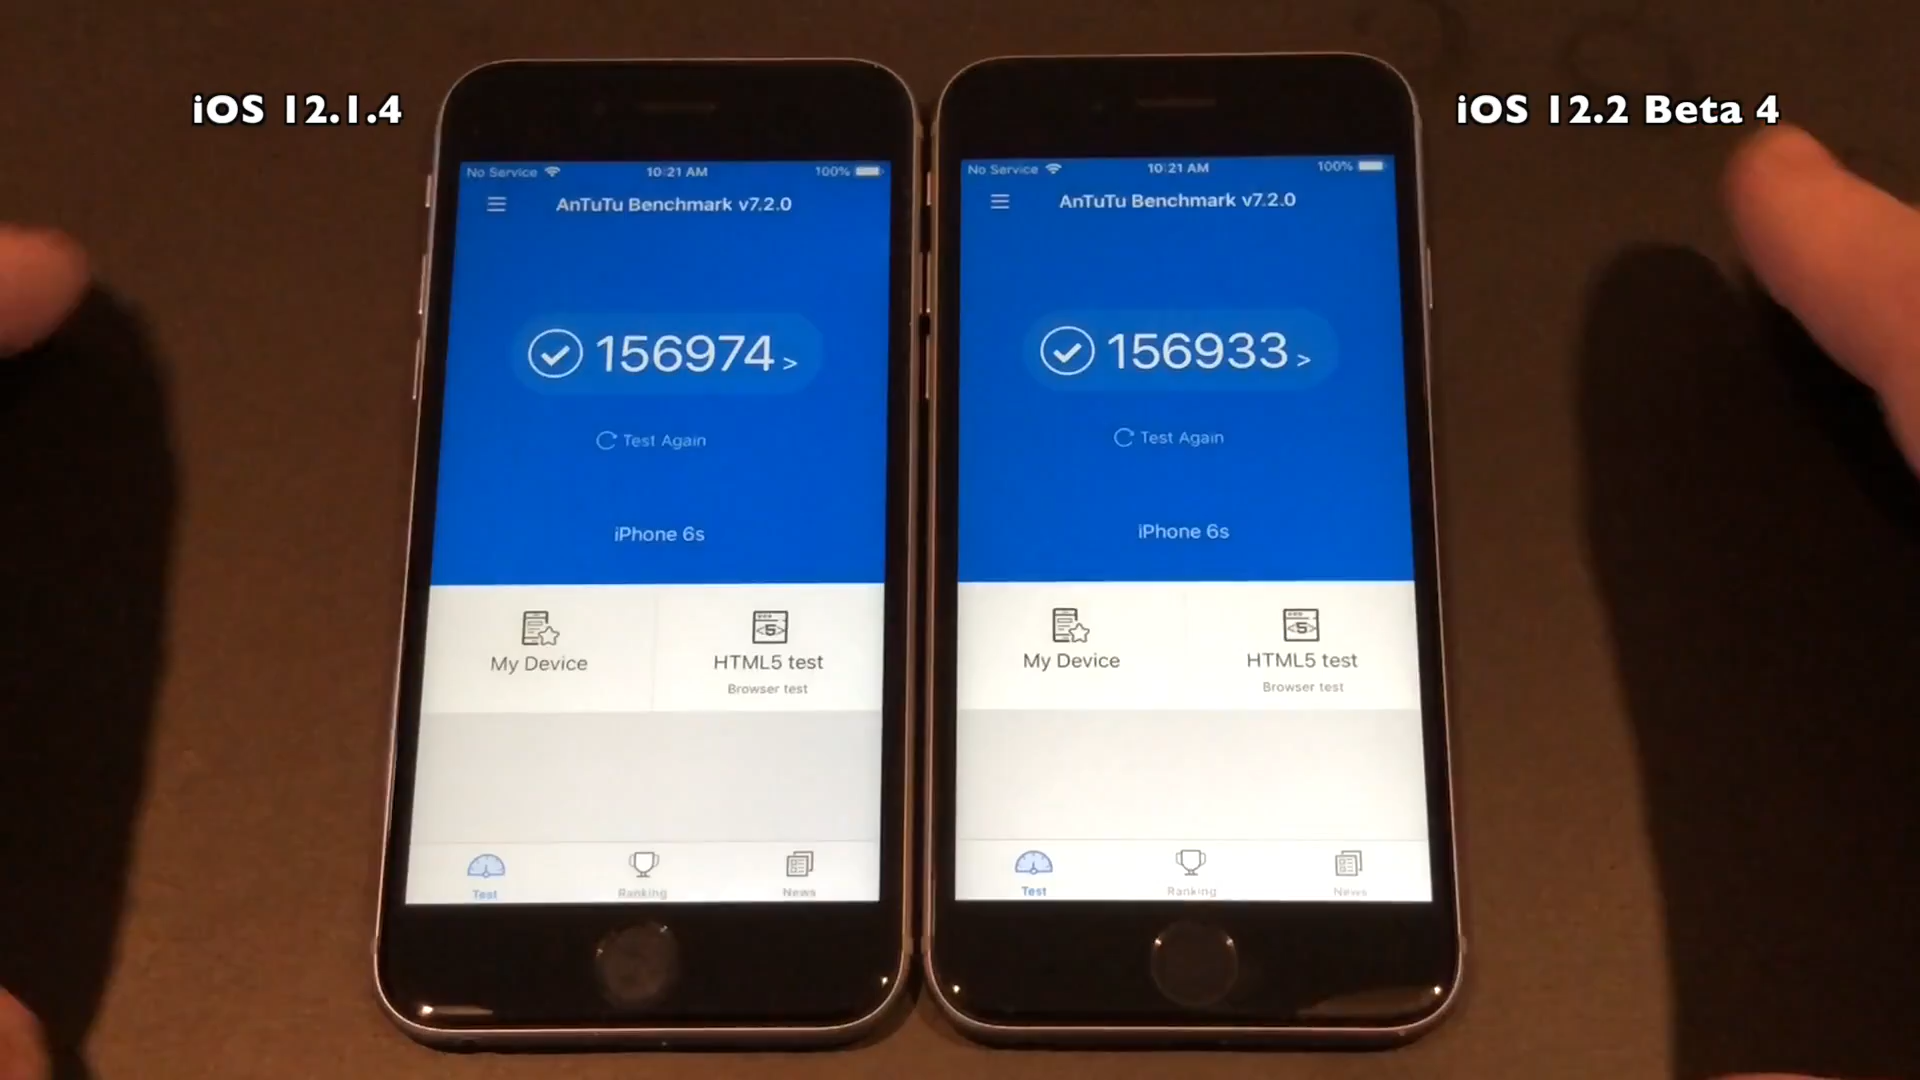 iOS 12.1.4
iOS 12.2 Beta 4
No Service 10:21 AM 100%
AnTuTu Benchmark v7.2.0
156974 >
Test Again
iPhone 6s
My Device
HTML5 test
Browser test
Test
Ranking
News
No Service 10:21 AM 100%
AnTuTu Benchmark v7.2.0
156933 >
Test Again
iPhone 6s
My Device
HTML5 test
Browser test
Test
Ranking
News